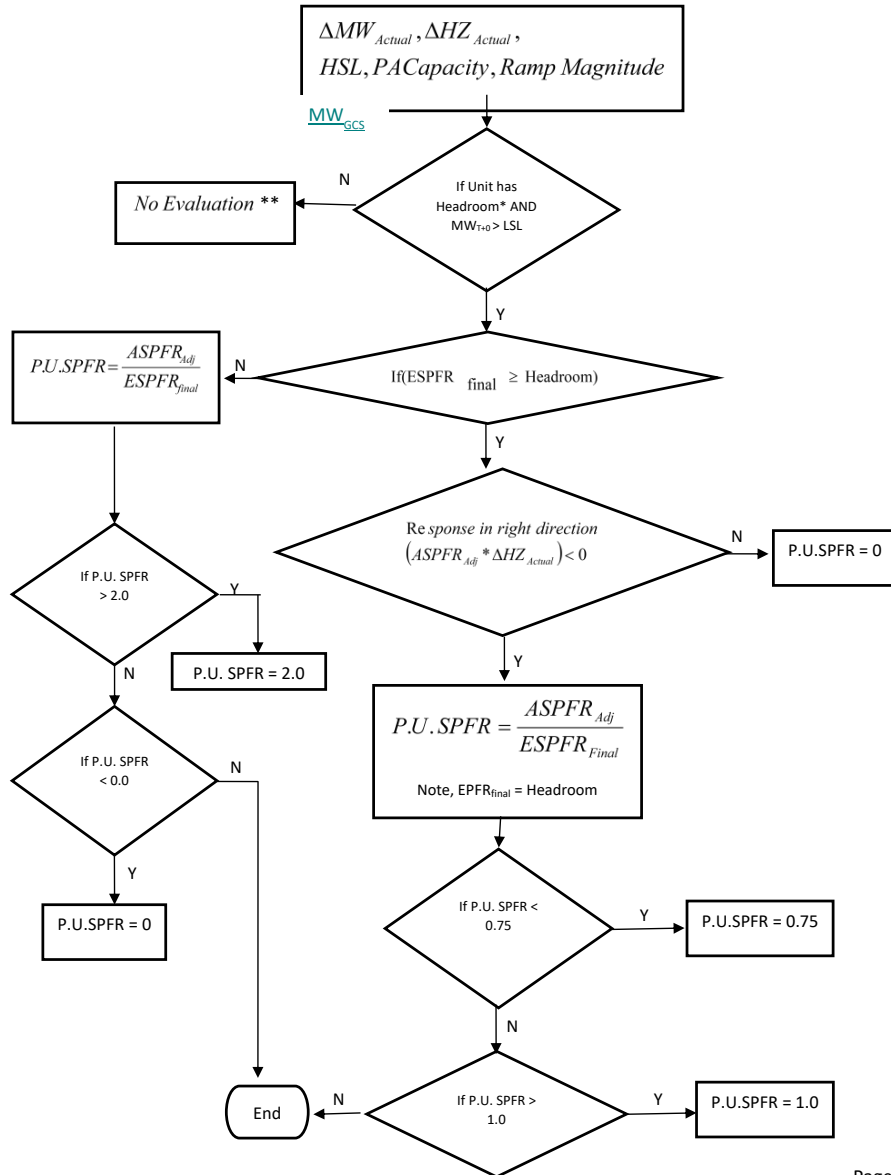 ΔMW_Actual, ΔHZ_Actual,
HSL, PACapacity, Ramp Magnitude
MW_GCS
If Unit has
Headroom* AND
MW_T+0 > LSL
N
No Evaluation **
Y
If(ESPFR final ≥ Headroom)
N
P.U.SPFR = ASPFR_Adj / ESPFR_final
Y
Re sponse in right direction
(ASPFR_Adj * ΔHZ_Actual) < 0
N
P.U.SPFR = 0
If P.U. SPFR
> 2.0
Y
P.U. SPFR = 2.0
N
Y
P.U.SPFR = ASPFR_Adj / ESPFR_Final
Note, EPFR_final = Headroom
If P.U. SPFR
< 0.0
N
Y
P.U.SPFR = 0
If P.U. SPFR <
0.75
Y
P.U.SPFR = 0.75
N
If P.U. SPFR >
1.0
Y
P.U.SPFR = 1.0
N
End
Page